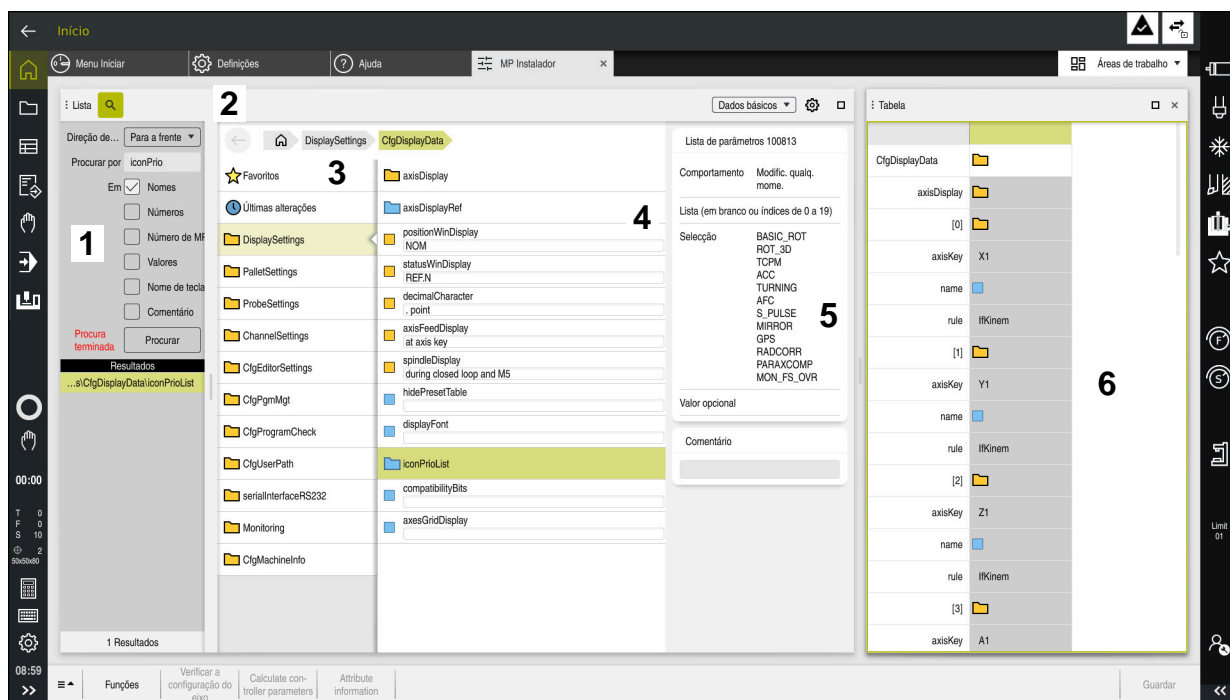 Início
Menu Iniciar
Definições
Ajuda
MP Instalador
×
Áreas de trabalho
Lista
2
Dados básicos
Tabela
×
Direção de...
Para a frente
Procurar por
iconPrio
Em
Nomes
Números
1
Número de MP
Valores
Nome de tecla
Comentário
Procura
terminada
Procurar
Resultados
...s\CfgDisplayData\iconPrioList
1 Resultados
DisplaySettings
CfgDisplayData
3
Favoritos
Últimas alterações
DisplaySettings
PalletSettings
ProbeSettings
ChannelSettings
CfgEditorSettings
CfgPgmMgt
CfgProgramCheck
CfgUserPath
serialInterfaceRS232
Monitoring
CfgMachineInfo
axisDisplay
axisDisplayRef
4
positionWinDisplay
NOM
statusWinDisplay
REF.N
decimalCharacter
. point
axisFeedDisplay
at axis key
spindleDisplay
during closed loop and M5
hidePresetTable
displayFont
iconPrioList
compatibilityBits
axesGridDisplay
Lista de parâmetros 100813
Comportamento
Modific. qualq.
mome.
Lista (em branco ou índices de 0 a 19)
Selecção
BASIC_ROT
ROT_3D
TCPM
ACC
TURNING
AFC
S_PULSE
MIRROR
GPS
RADCORR
PARAXCOMP
MON_FS_OVR
5
Valor opcional
Comentário
CfgDisplayData
axisDisplay
[0]
axisKey X1
name
rule IfKinem
[1]
axisKey Y1
6
name
rule IfKinem
[2]
axisKey Z1
name
rule IfKinem
[3]
axisKey A1
00:00
T 0
F 0
S 10
2
50x50x80
08:59
F
S
Limit
01
Funções
Verificar a
configuração do
eixo
Calculate con-
troller parameters
Attribute
information
Guardar